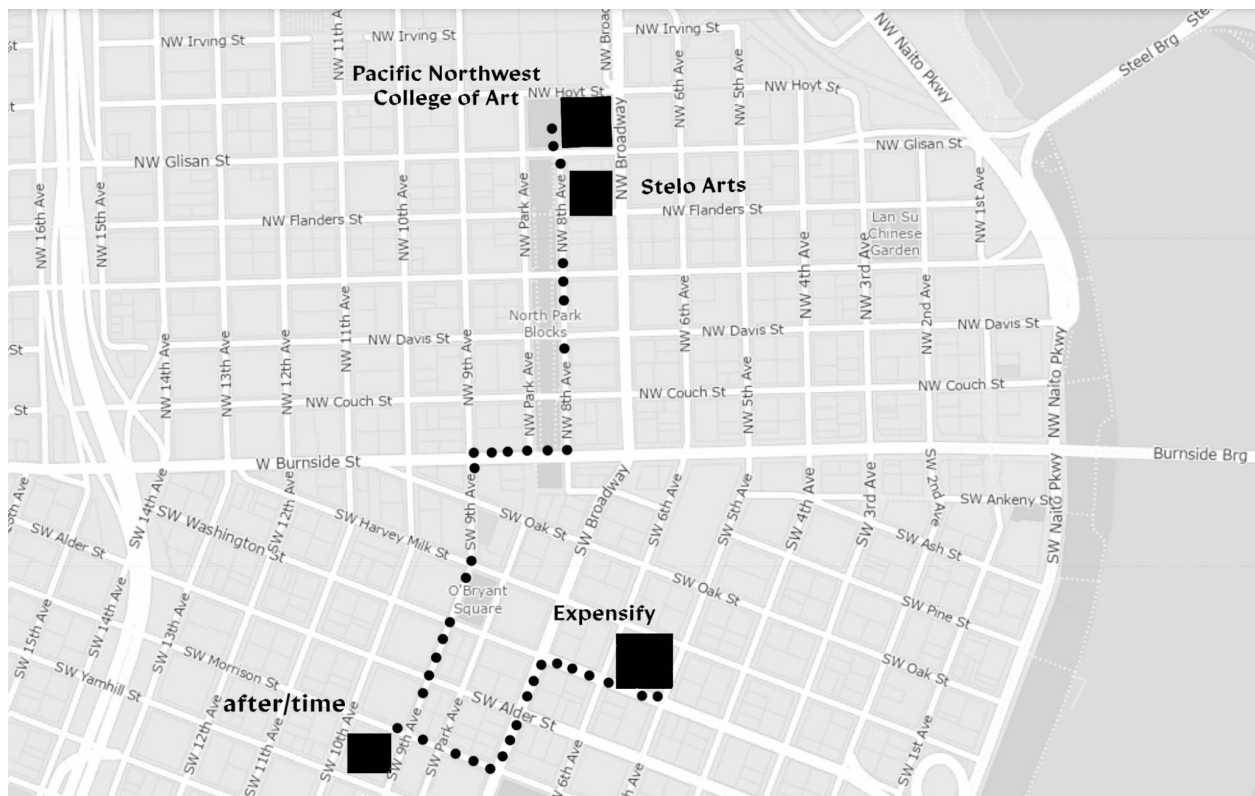 NW Irving St
NW 11th Ave
NW Irving St
NW Broad
NW Naito Pkwy
Steel Brg
Ste
st
Pacific Northwest
College of Art
NW 6th Ave
NW 5th Ave
NW Hoyt St
NW Hoyt St
NW Broadway
NW Glisan St
NW Glisan St
Stelo Arts
NW 16th Ave
NW 15th Ave
NW 10th Ave
NW Park Ave
NW 8th Ave
NW Flanders St
NW Flanders St
NW 1st Ave
Lan Su
Chinese
Garden
NW 4th Ave
NW 3rd Ave
NW 2nd Ave
NW 11th Ave
North Park
Blocks
NW 6th Ave
NW Davis St
NW Davis St
NW Davis St
St
NW 14th Ave
NW 13th Ave
NW 12th Ave
NW 9th Ave
NW Park Ave
NW 8th Ave
NW 5th Ave
NW Naito Pkwy
NW Couch St
NW Couch St
NW Couch St
St
W Burnside St
Burnside Brg
SW 14th Ave
SW 12th Ave
SW 9th Ave
SW Broadway
SW 6th Ave
SW 5th Ave
SW 4th Ave
SW 3rd Ave
SW 2nd Ave
SW Ankeny St
SW Naito Pkwy
SW Washington St
SW Harvey Milk St
SW Oak St
SW Ash St
SW Alder St
O'Bryant
Square
SW Oak St
SW Pine St
Expensify
SW 15th Ave
SW 14th Ave
SW 13th Ave
SW Morrison St
SW Yamhill St
SW Oak St
after/time
SW Alder St
SW 12th Ave
SW 11th Ave
SW 10th Ave
SW 9th Ave
SW Park Ave
SW 6th Ave
SW 1st Ave